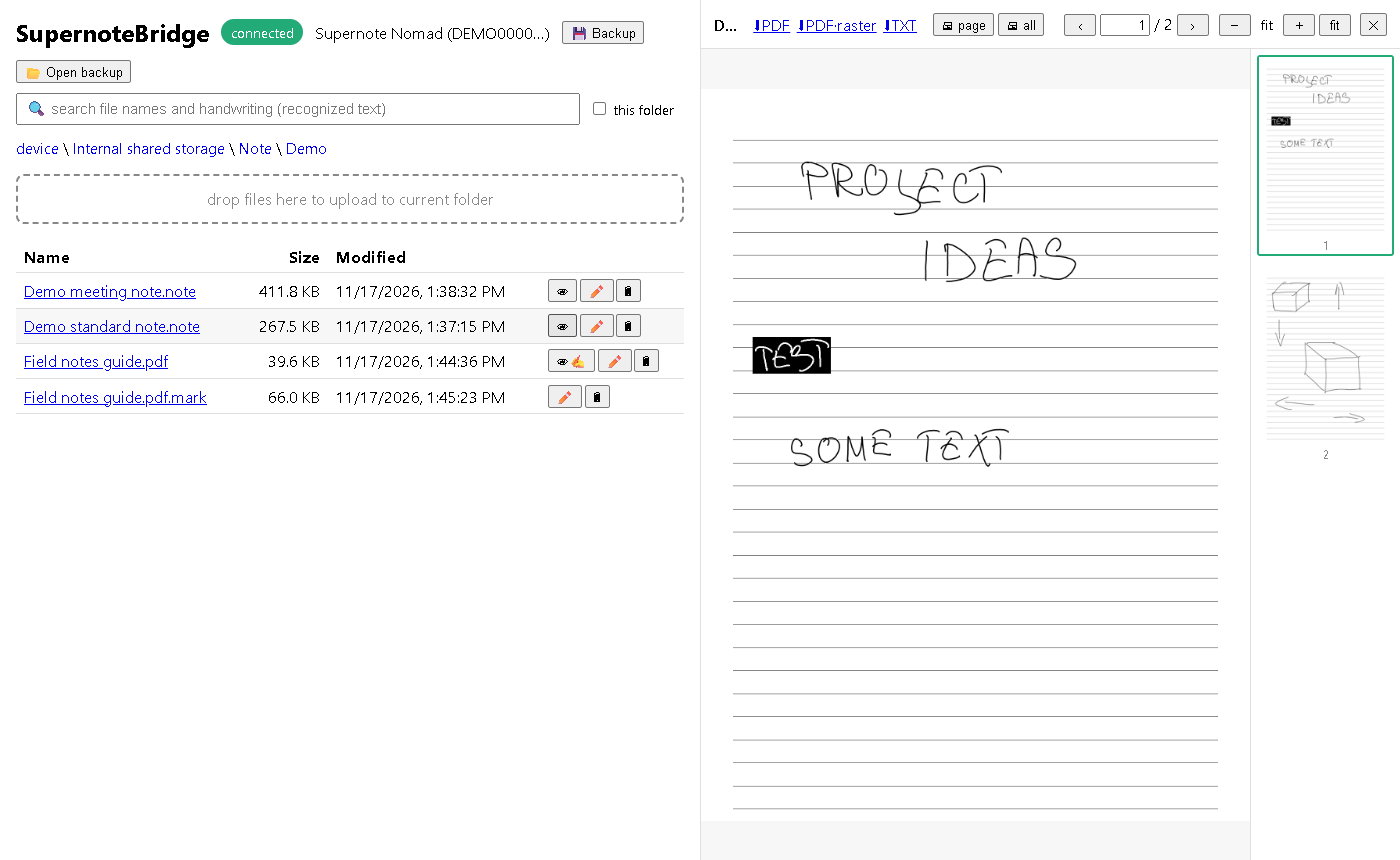 SupernoteBridge connected Supernote Nomad (DEMO0000...) Backup
Open backup
search file names and handwriting (recognized text) this folder
device \ Internal shared storage \ Note \ Demo
drop files here to upload to current folder
Name Size Modified
Demo meeting note.note 411.8 KB 11/17/2026, 1:38:32 PM
Demo standard note.note 267.5 KB 11/17/2026, 1:37:15 PM
Field notes guide.pdf 39.6 KB 11/17/2026, 1:44:36 PM
Field notes guide.pdf.mark 66.0 KB 11/17/2026, 1:45:23 PM
D... ⬇PDF ⬇PDF·raster ⬇TXT page all ‹ 1 / 2 › − fit + fit ×
PROJECT
IDEAS
TEST
SOME TEXT
PROJECT
IDEAS
TEST
SOME TEXT
1
2